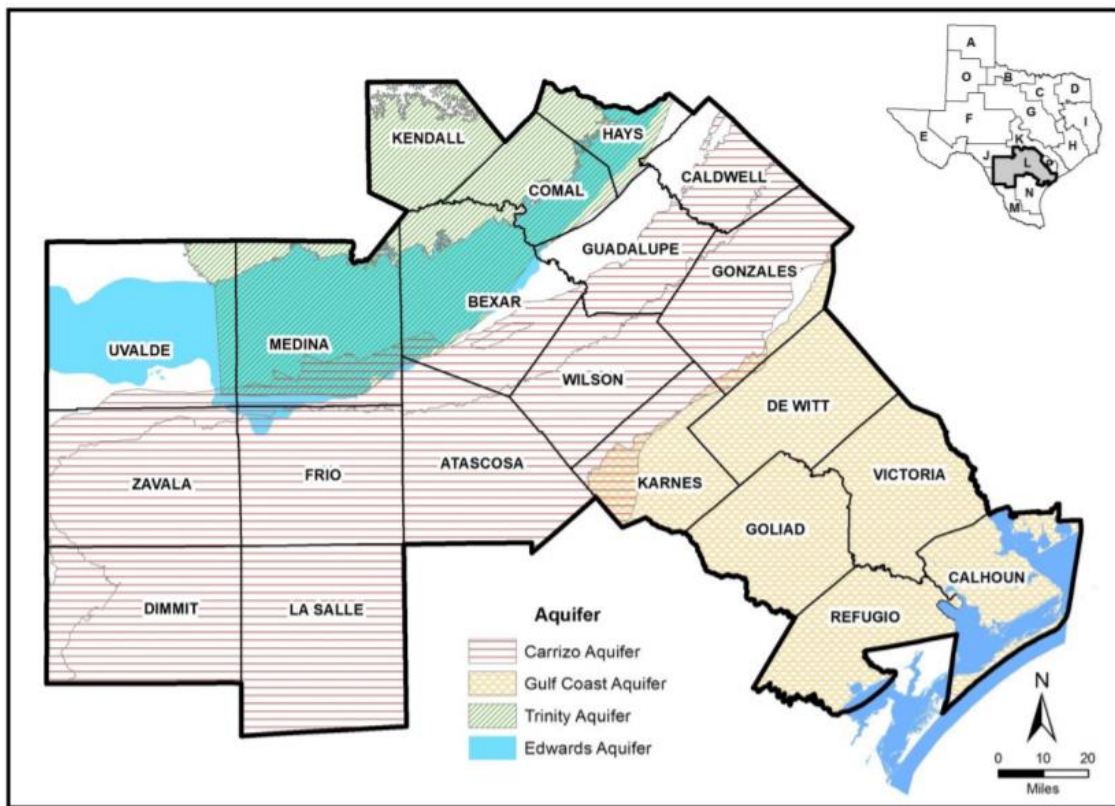 A
O
B
C
D
F
G
E
I
K
H
J
L
P
N
M
KENDALL
HAYS
COMAL
CALDWELL
GUADALUPE
GONZALES
BEXAR
UVALDE
MEDINA
WILSON
DE WITT
ZAVALA
FRIO
ATASCOSA
KARNES
VICTORIA
GOLIAD
CALHOUN
DIMMIT
LA SALLE
REFUGIO
Aquifer
Carrizo Aquifer
Gulf Coast Aquifer
Trinity Aquifer
Edwards Aquifer
N
0 10 20
Miles